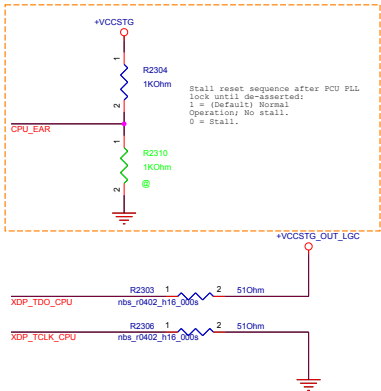 +VCCSTG
1
R2304
1KOhm
2
Stall reset sequence after PCU PLL
lock until de-asserted:
1 = (Default) Normal
Operation; No stall.
0 = Stall.
CPU_EAR
1
R2310
1KOhm
2
@
+VCCSTG_OUT_LGC
R2303 1 2 51Ohm
XDP_TDO_CPU nbs_r0402_h16_000s
R2306 1 2 51Ohm
XDP_TCLK_CPU nbs_r0402_h16_000s